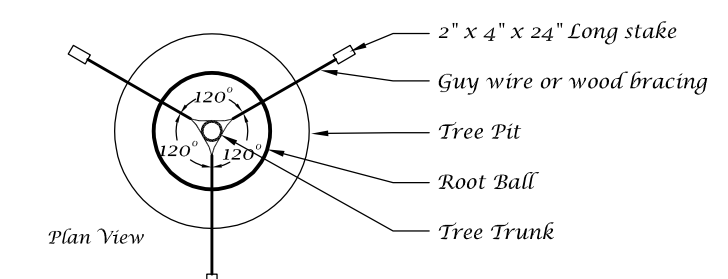 2" x 4" x 24" Long stake
Guy wire or wood bracing
120°
Tree Pit
120° 120°
Root Ball
Tree Trunk
Plan View